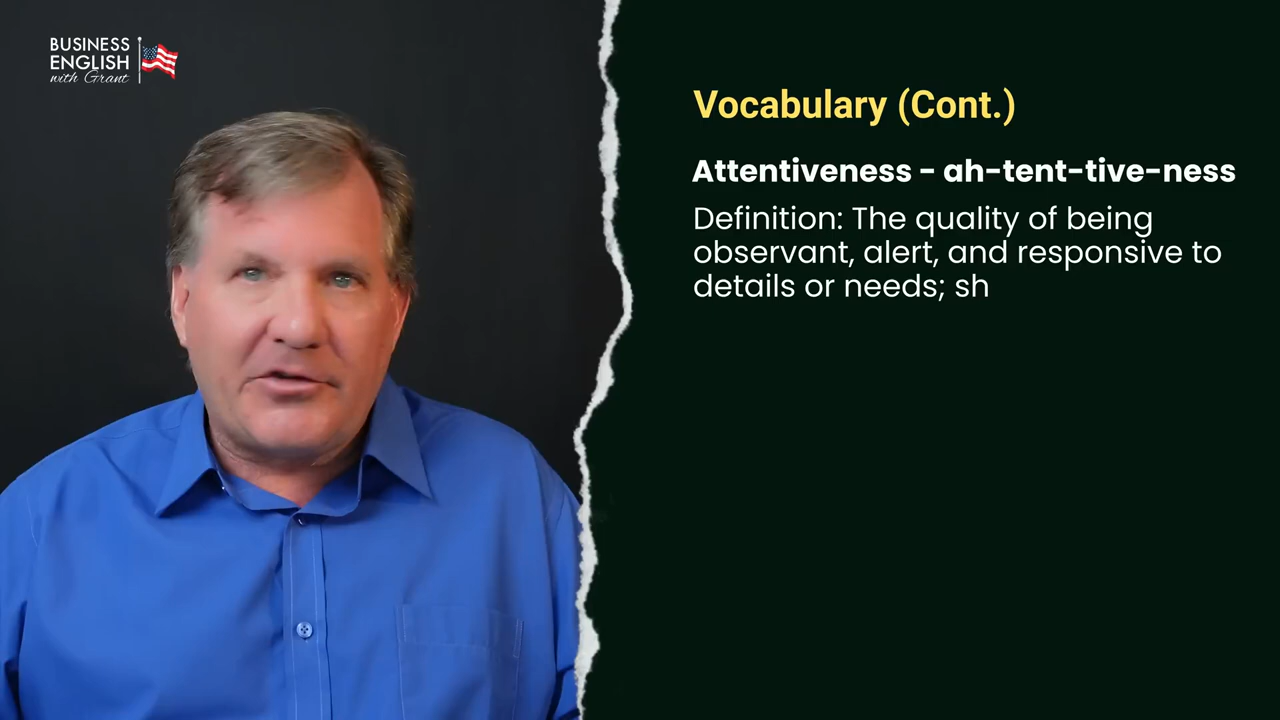 BUSINESS
ENGLISH
with Grant
Vocabulary (Cont.)
Attentiveness - ah-tent-tive-ness
Definition: The quality of being
observant, alert, and responsive to
details or needs; sh